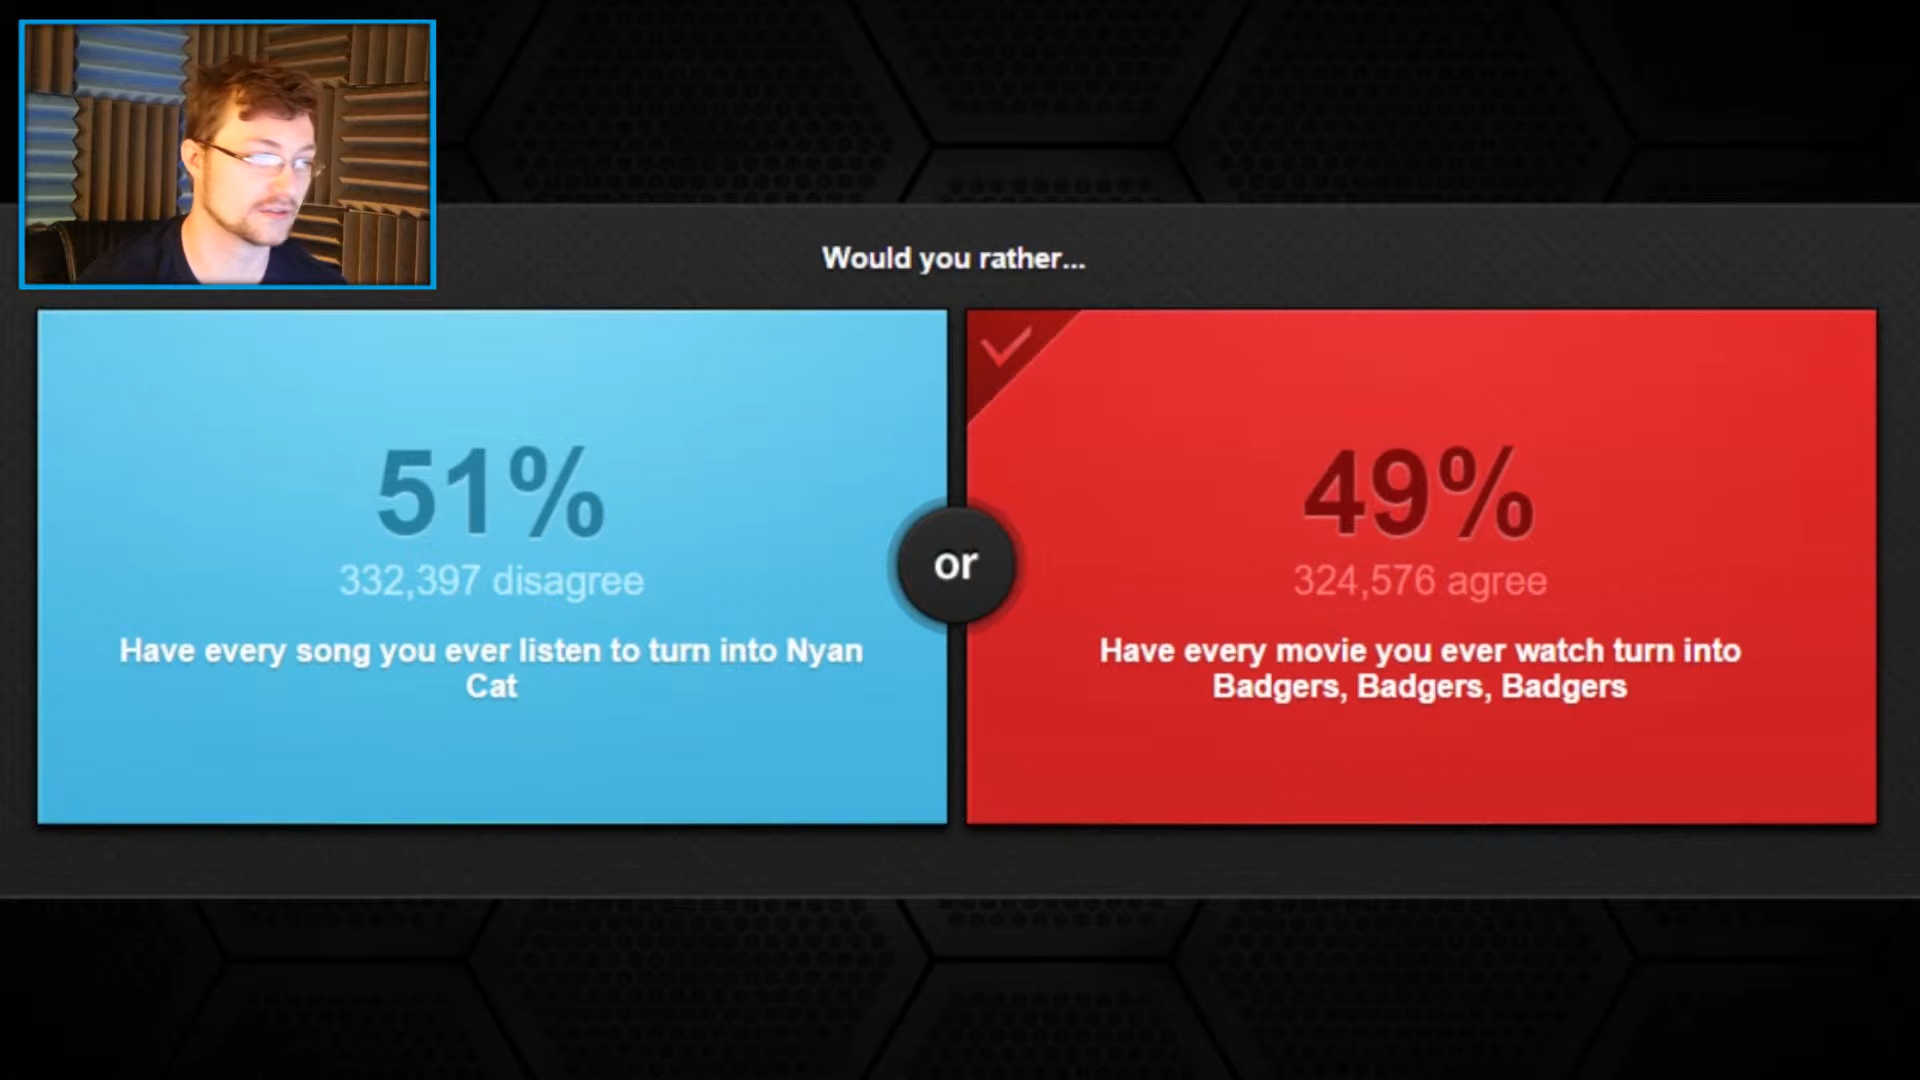 Would you rather...
51%
332,397 disagree
Have every song you ever listen to turn into Nyan
Cat
or
49%
324,576 agree
Have every movie you ever watch turn into
Badgers, Badgers, Badgers